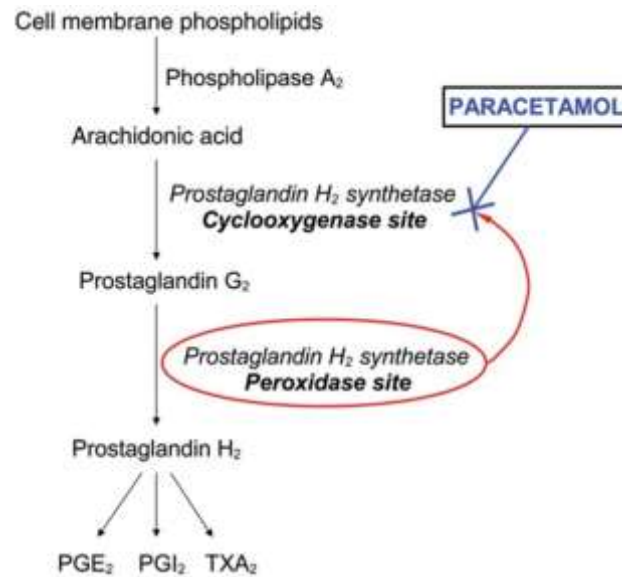 Cell membrane phospholipids
Phospholipase A₂
PARACETAMOL
Arachidonic acid
Prostaglandin H₂ synthetase
Cyclooxygenase site
Prostaglandin G₂
Prostaglandin H₂ synthetase
Peroxidase site
Prostaglandin H₂
PGE₂ PGI₂ TXA₂